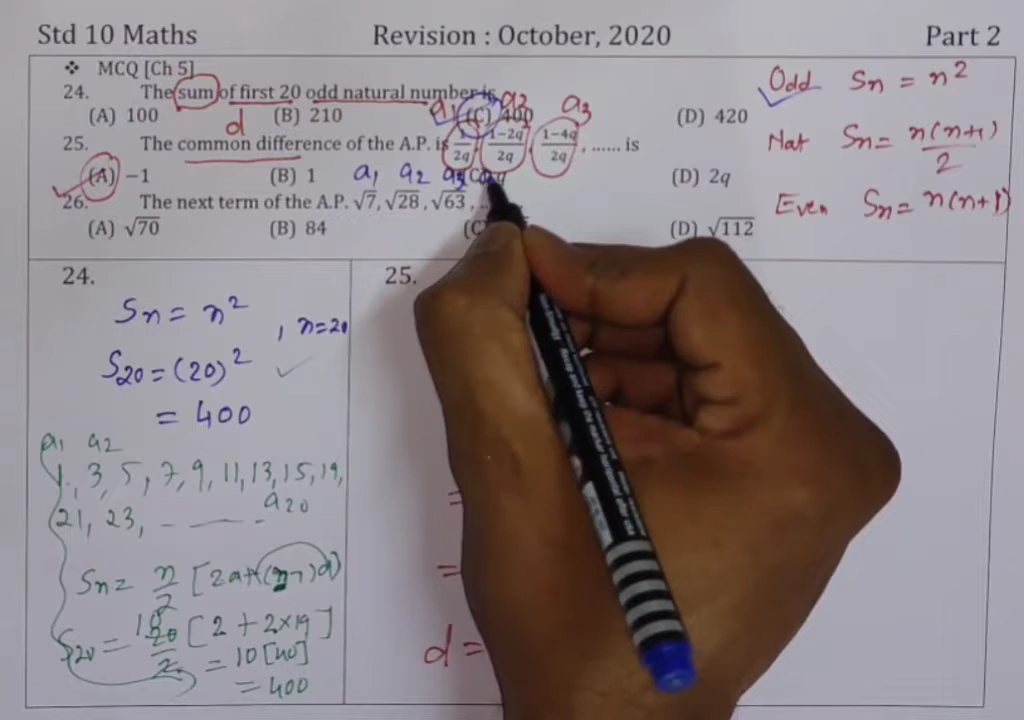 Std 10 Maths Revision : October, 2020 Part 2
❖ MCQ [Ch 5]
24. The sum of first 20 odd natural number is
(A) 100 (B) 210 (C) 400 (D) 420
25. The common difference of the A.P. is 1/2q, 1−2q/2q, 1−4q/2q, ...... is
(A) −1 (B) 1 (D) 2q
26. The next term of the A.P. √7, √28, √63,
(A) √70 (B) 84 (C (D) √112
a1 a2 a3
d
a1 a2 a3
Odd Sn = n²
Nat Sn = n(n+1)/2
Even Sn = n(n+1)
24.
Sn = n² , n=20
S20 = (20)²
= 400
a1 a2
1, 3, 5, 7, 9, 11, 13, 15, 19,
21, 23, - — - a20
Sn = n/2 [2a+(n-1)d]
S20 = 20/2 [2 + 2×19]
= 10[40]
= 400
25.
=
=
d =